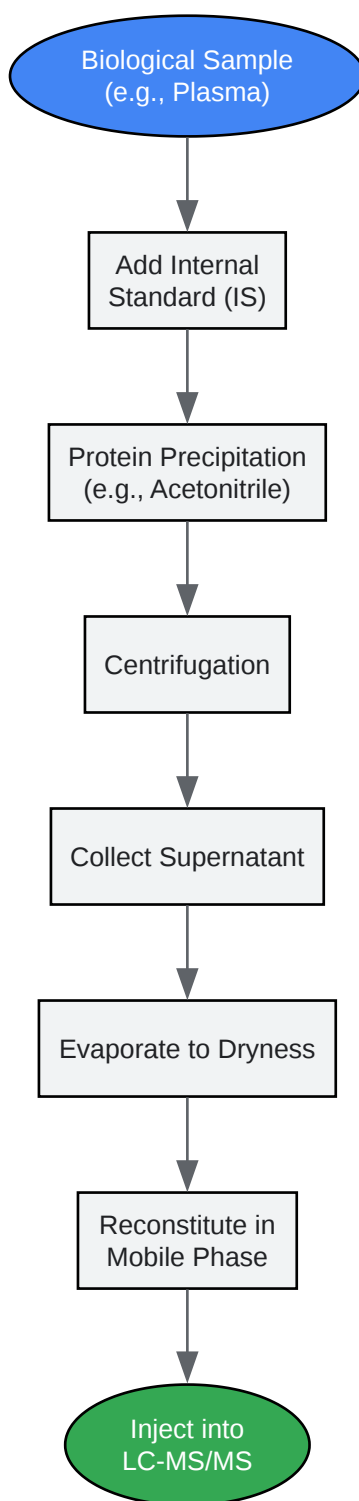 Biological Sample
(e.g., Plasma)
Add Internal
Standard (IS)
Protein Precipitation
(e.g., Acetonitrile)
Centrifugation
Collect Supernatant
Evaporate to Dryness
Reconstitute in
Mobile Phase
Inject into
LC-MS/MS